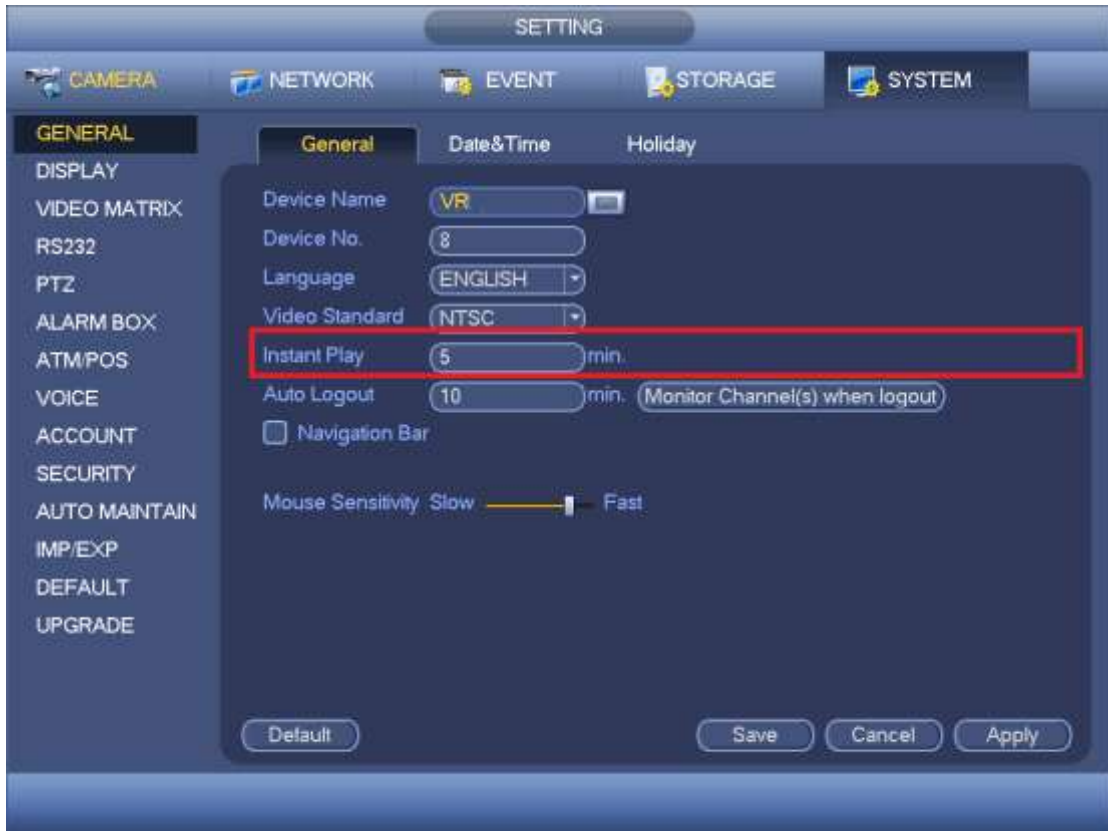 SETTING
CAMERA NETWORK EVENT STORAGE SYSTEM
GENERAL
DISPLAY
VIDEO MATRIX
RS232
PTZ
ALARM BOX
ATM/POS
VOICE
ACCOUNT
SECURITY
AUTO MAINTAIN
IMP/EXP
DEFAULT
UPGRADE
General Date&Time Holiday
Device Name VR
Device No. 8
Language ENGLISH
Video Standard NTSC
Instant Play 5 min.
Auto Logout 10 min. Monitor Channel(s) when logout
Navigation Bar
Mouse Sensitivity Slow Fast
Default Save Cancel Apply